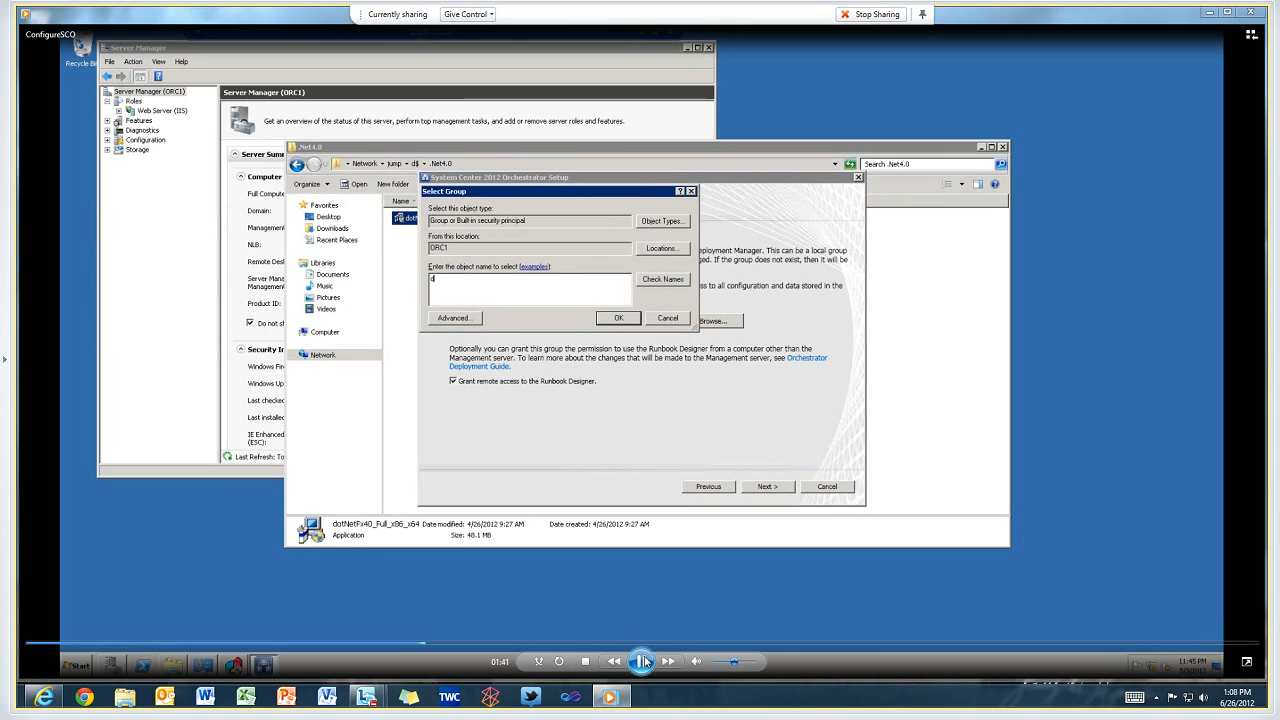 Currently sharing
Give Control
Stop Sharing
ConfigureSCO
Server Manager
File Action View Help
Server Manager (ORC1)
Roles
Web Server (IIS)
Features
Diagnostics
Configuration
Storage
Server Manager (ORC1)
Get an overview of the status of this server, perform top management tasks, and add or remove server roles and features.
Server Summ
Computer
Full Compute
Domain:
Managemen
NLB:
Remote Desk
Server Mana
Managemen
Product ID:
Do not sh
Security In
Windows Fire
Windows Up
Last checked
Last installed
IE Enhanced
(ESC):
Last Refresh: To
.Net4.0
Network jump d$ .Net4.0
Search .Net4.0
Organize Open New folder
Favorites
Desktop
Downloads
Recent Places
Libraries
Documents
Music
Pictures
Videos
Computer
Network
Name
System Center 2012 Orchestrator Setup
Select Group
Select this object type:
Group or Built-in security principal
Object Types...
From this location:
ORC1
Locations...
Enter the object name to select (examples):
d
Check Names
Advanced...
OK
Cancel
eployment Manager. This can be a local group
ged. If the group does not exist, then it will be
ess to all configuration and data stored in the
Browse...
Optionally you can grant this group the permission to use the Runbook Designer from a computer other than the
Management server. To learn more about the changes that will be made to the Management server, see Orchestrator
Deployment Guide.
Grant remote access to the Runbook Designer.
Previous
Next >
Cancel
dotNetFx40_Full_x86_x64 Date modified: 4/26/2012 9:27 AM Date created: 4/26/2012 9:27 AM
Application Size: 48.1 MB
01:41
Start
11:45 PM
TWC
1:08 PM
6/26/2012